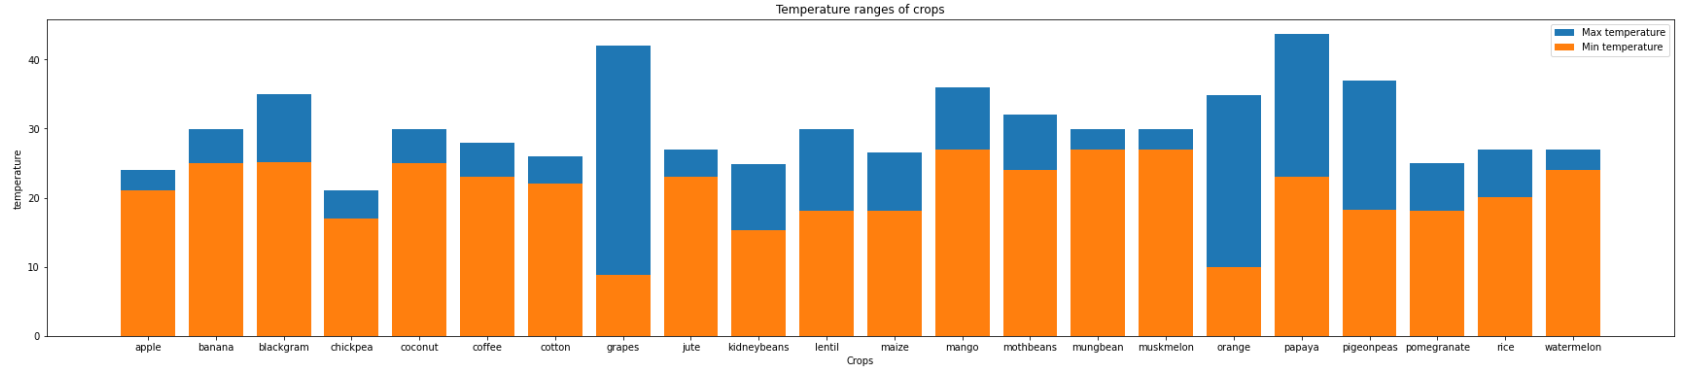 Temperature ranges of crops
Max temperature
Min temperature
temperature
40
30
20
10
0
apple banana blackgram chickpea coconut coffee cotton grapes jute kidneybeans lentil maize mango mothbeans mungbean muskmelon orange papaya pigeonpeas pomegranate rice watermelon
Crops